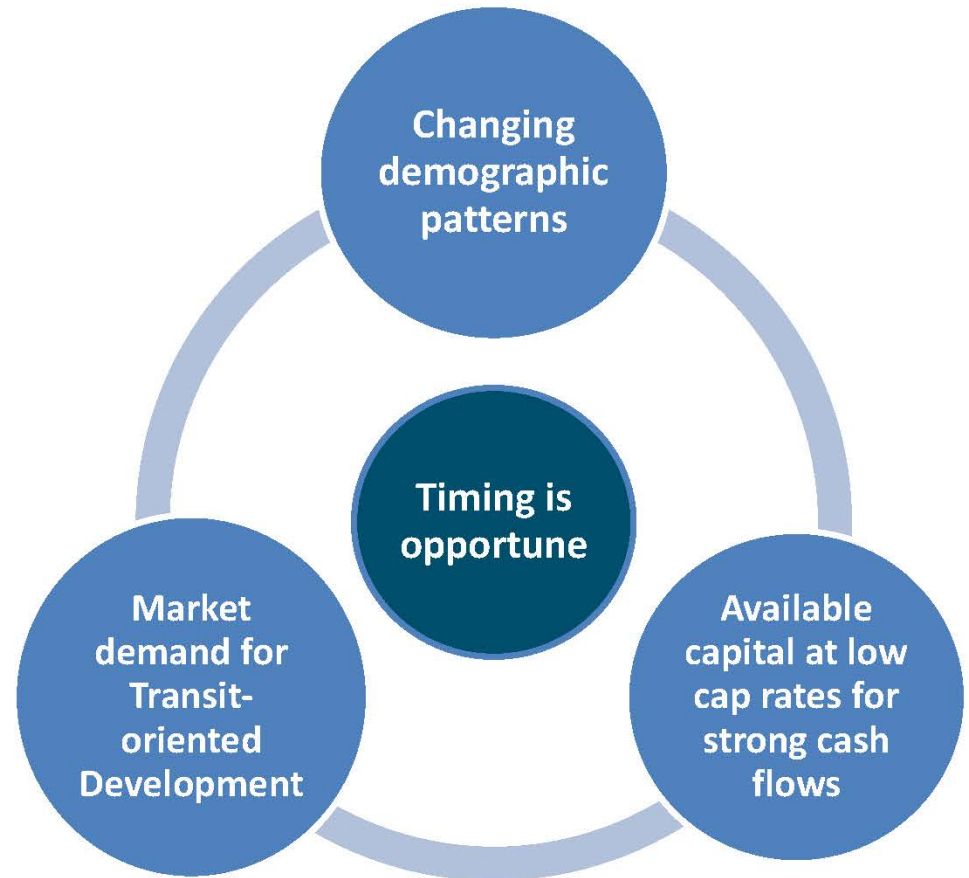 Changing
demographic
patterns
Timing is
opportune
Market
demand for
Transit-
oriented
Development
Available
capital at low
cap rates for
strong cash
flows